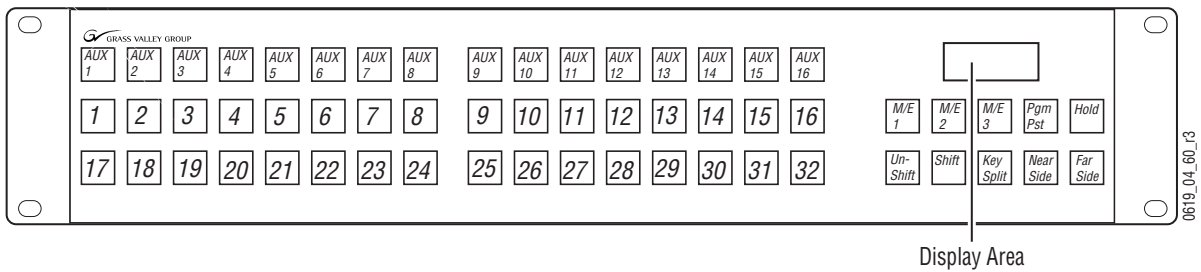 GV GRASS VALLEY GROUP
AUX 1 AUX 2 AUX 3 AUX 4 AUX 5 AUX 6 AUX 7 AUX 8 AUX 9 AUX 10 AUX 11 AUX 12 AUX 13 AUX 14 AUX 15 AUX 16
1 2 3 4 5 6 7 8 9 10 11 12 13 14 15 16 M/E 1 M/E 2 M/E 3 Pgm Pst Hold
17 18 19 20 21 22 23 24 25 26 27 28 29 30 31 32 Un-Shift Shift Key Split Near Side Far Side
Display Area
0619_04_60_r3